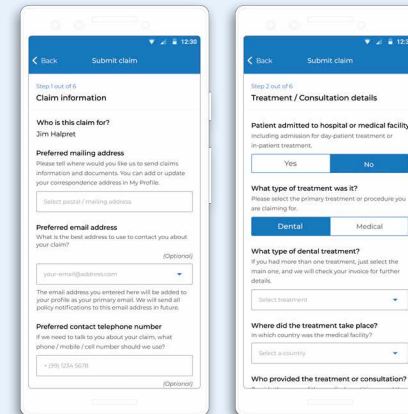 12:30
Back
Submit claim
Step 1 out of 6
Claim information
Who is this claim for?
Jim Halpret
Preferred mailing address
Please tell where would you like us to send claims
information and documents. You can add or update
your correspondence address in My Profile.
Select postal / mailing address
Preferred email address
What is the best address to use to contact you about
your claim?
(Optional)
your-email@address.com
The email address you entered here will be added to
your profile as your primary email. We will send all
policy notifications to this email address in future.
Preferred contact telephone number
If we need to talk to you about your claim, what
phone / mobile / cell number should we use?
+ (99) 1234 5678
(Optional)
12:3
Back
Submit claim
Step 2 out of 6
Treatment / Consultation details
Patient admitted to hospital or medical facility
including admission for day-patient treatment or
in-patient treatment.
Yes
No
What type of treatment was it?
Please select the primary treatment or procedure you
are claiming for.
Dental
Medical
What type of dental treatment?
If you had more than one treatment, just select the
main one, and we will check your invoice for further
details.
Select treatment
Where did the treatment take place?
In which country was the medical facility?
Select a country
Who provided the treatment or consultation?